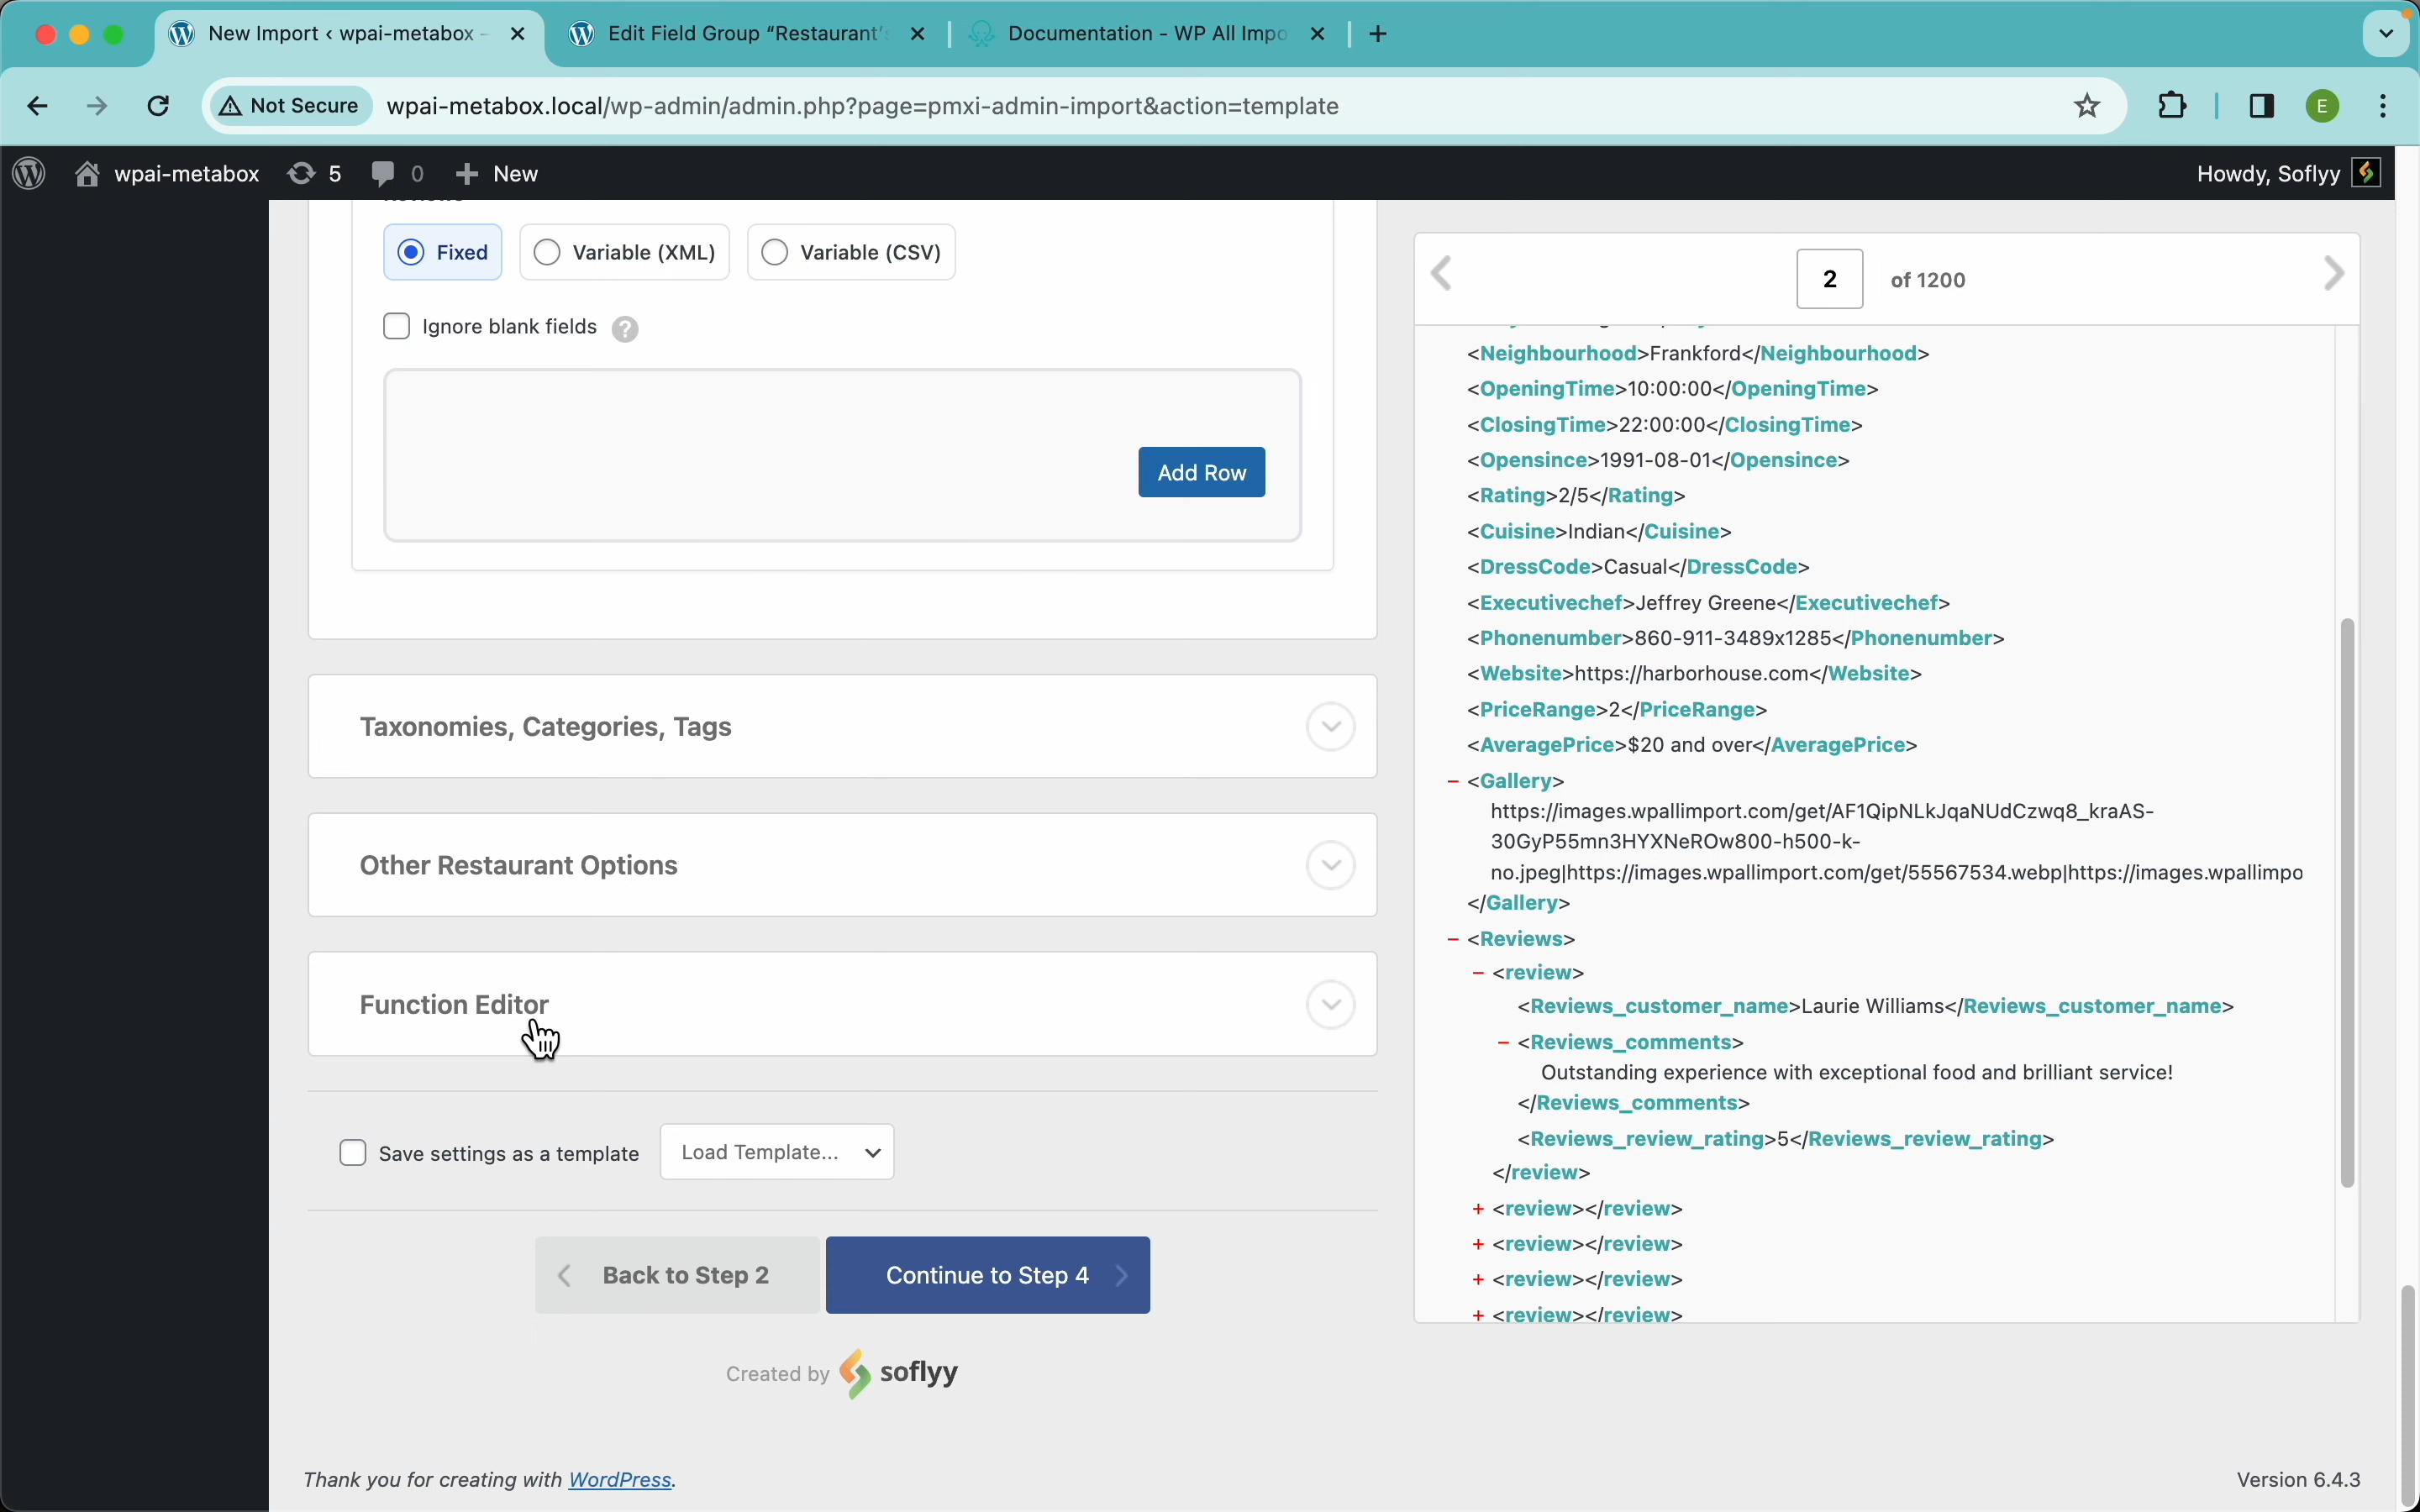 New Import ‹ wpai-metabox –
Edit Field Group "Restaurant's
Documentation - WP All Impo
Not Secure
wpai-metabox.local/wp-admin/admin.php?page=pmxi-admin-import&action=template
E
wpai-metabox
5
0
New
Howdy, Soflyy
Fixed
Variable (XML)
Variable (CSV)
Ignore blank fields ?
Add Row
Taxonomies, Categories, Tags
Other Restaurant Options
Function Editor
Save settings as a template
Load Template...
Back to Step 2
Continue to Step 4
Created by soflyy
Thank you for creating with WordPress.
Version 6.4.3
2 of 1200
<Neighbourhood>Frankford</Neighbourhood>
<OpeningTime>10:00:00</OpeningTime>
<ClosingTime>22:00:00</ClosingTime>
<Opensince>1991-08-01</Opensince>
<Rating>2/5</Rating>
<Cuisine>Indian</Cuisine>
<DressCode>Casual</DressCode>
<Executivechef>Jeffrey Greene</Executivechef>
<Phonenumber>860-911-3489x1285</Phonenumber>
<Website>https://harborhouse.com</Website>
<PriceRange>2</PriceRange>
<AveragePrice>$20 and over</AveragePrice>
– <Gallery>
https://images.wpallimport.com/get/AF1QipNLkJqaNUdCzwq8_kraAS-
30GyP55mn3HYXNeROw800-h500-k-
no.jpeg|https://images.wpallimport.com/get/55567534.webp|https://images.wpallimpo
</Gallery>
– <Reviews>
– <review>
<Reviews_customer_name>Laurie Williams</Reviews_customer_name>
– <Reviews_comments>
Outstanding experience with exceptional food and brilliant service!
</Reviews_comments>
<Reviews_review_rating>5</Reviews_review_rating>
</review>
+ <review></review>
+ <review></review>
+ <review></review>
+ <review></review>